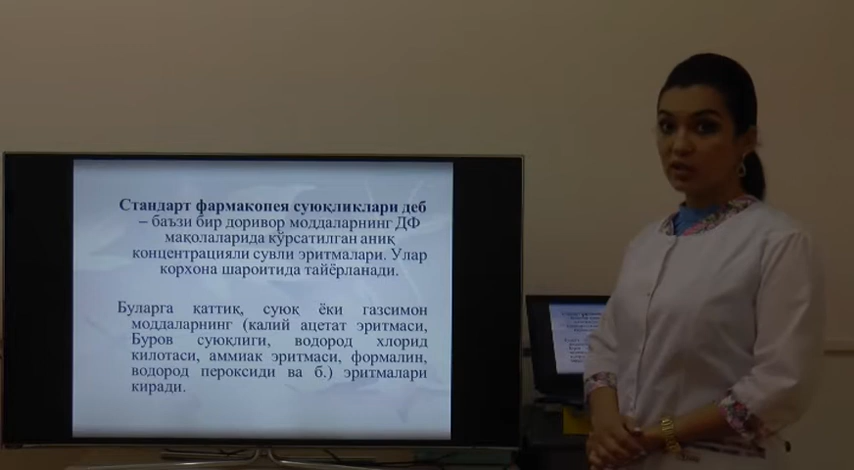 Стандарт фармакопея суюқликлари деб
– баъзи бир доривор моддаларнинг ДФ
мақолаларида кўрсатилган аниқ
концентрацияли сувли эритмалари. Улар
корхона шароитида тайёрланади.
Буларга қаттиқ, суюқ ёки газсимон
моддаларнинг (калий ацетат эритмаси,
Буров суюқлиги, водород хлорид
килотаси, аммиак эритмаси, формалин,
водород пероксиди ва б.) эритмалари
киради.